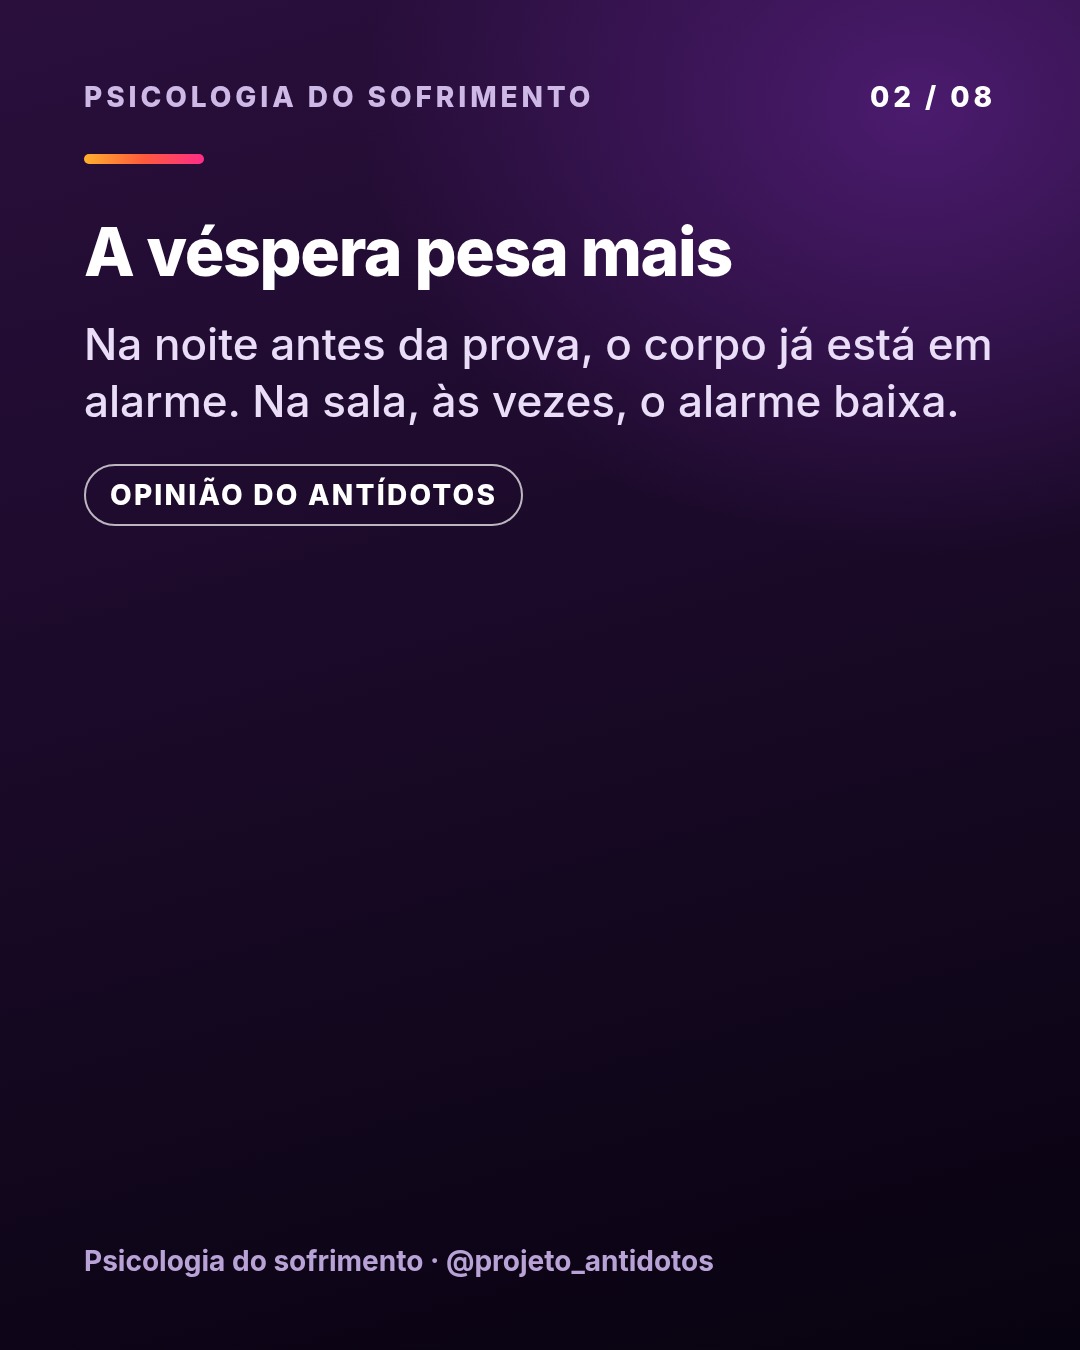 PSICOLOGIA DO SOFRIMENTO
02 / 08
A véspera pesa mais
Na noite antes da prova, o corpo já está em
alarme. Na sala, às vezes, o alarme baixa.
OPINIÃO DO ANTÍDOTOS
Psicologia do sofrimento · @projeto_antidotos